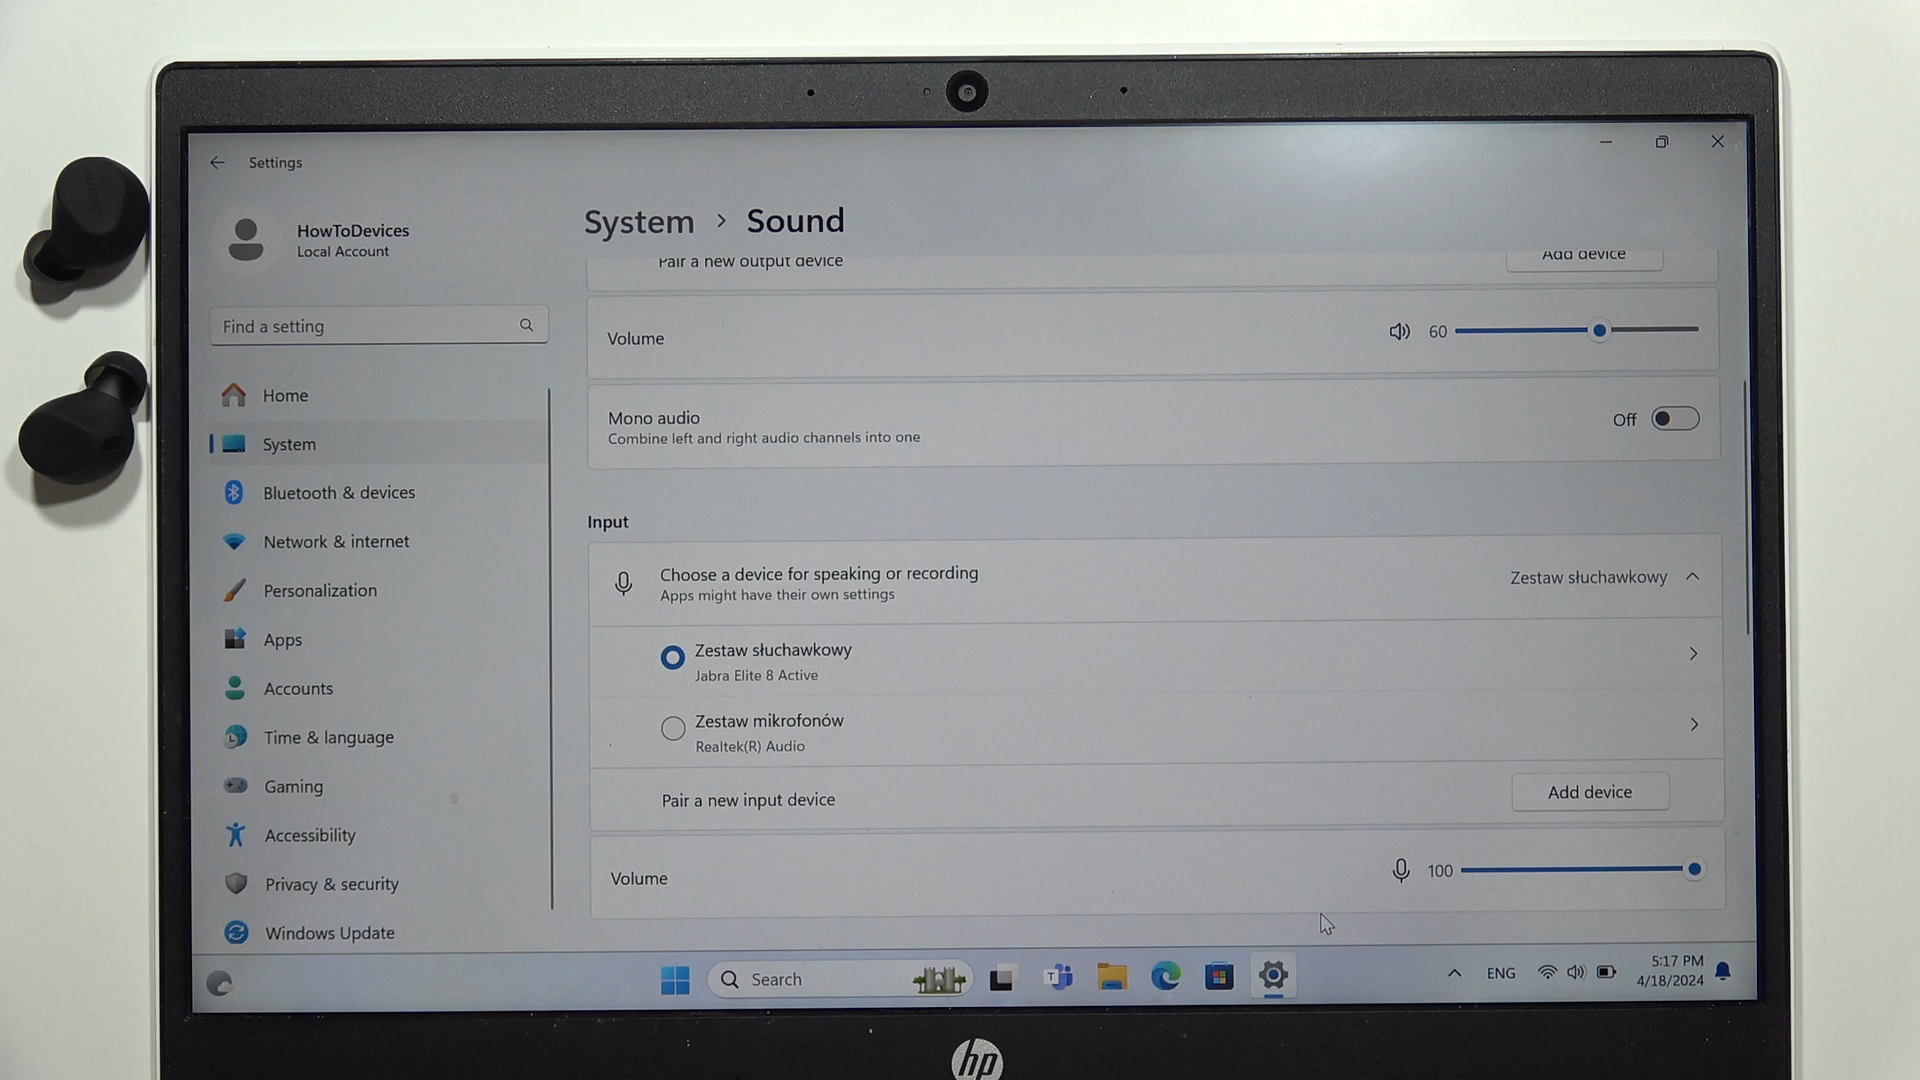 Settings
HowToDevices
Local Account
Find a setting
Home
System
Bluetooth & devices
Network & internet
Personalization
Apps
Accounts
Time & language
Gaming
Accessibility
Privacy & security
Windows Update
System > Sound
Pair a new output device
Add device
Volume
60
Mono audio
Combine left and right audio channels into one
Off
Input
Choose a device for speaking or recording
Apps might have their own settings
Zestaw słuchawkowy
Zestaw słuchawkowy
Jabra Elite 8 Active
Zestaw mikrofonów
Realtek(R) Audio
Pair a new input device
Add device
Volume
100
Search
ENG
5:17 PM
4/18/2024
hp